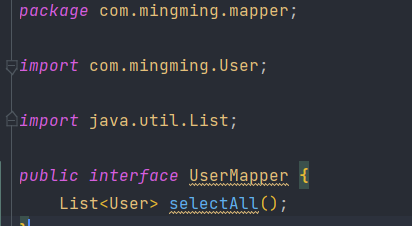 package com.mingming.mapper;
import com.mingming.User;
import java.util.List;
public interface UserMapper {
List<User> selectAll();
}